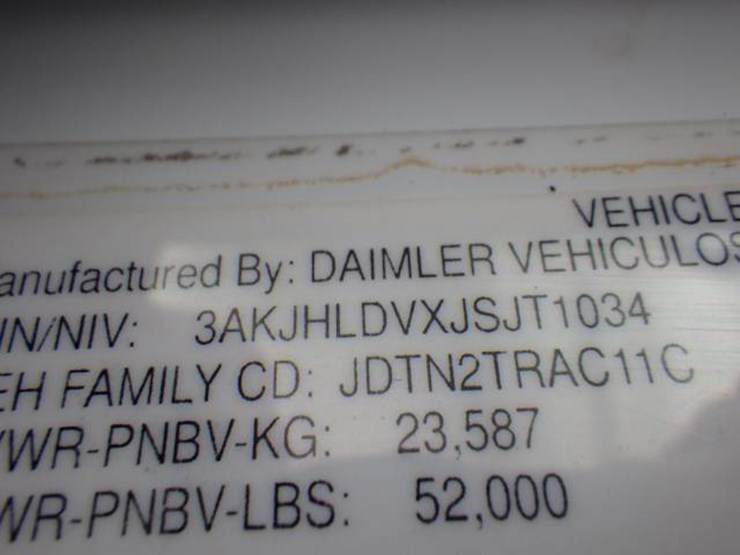 VEHICLE
anufactured By: DAIMLER VEHICULOS
IN/NIV: 3AKJHLDVXJSJT1034
EH FAMILY CD: JDTN2TRAC11C
VWR-PNBV-KG: 23,587
WR-PNBV-LBS: 52,000